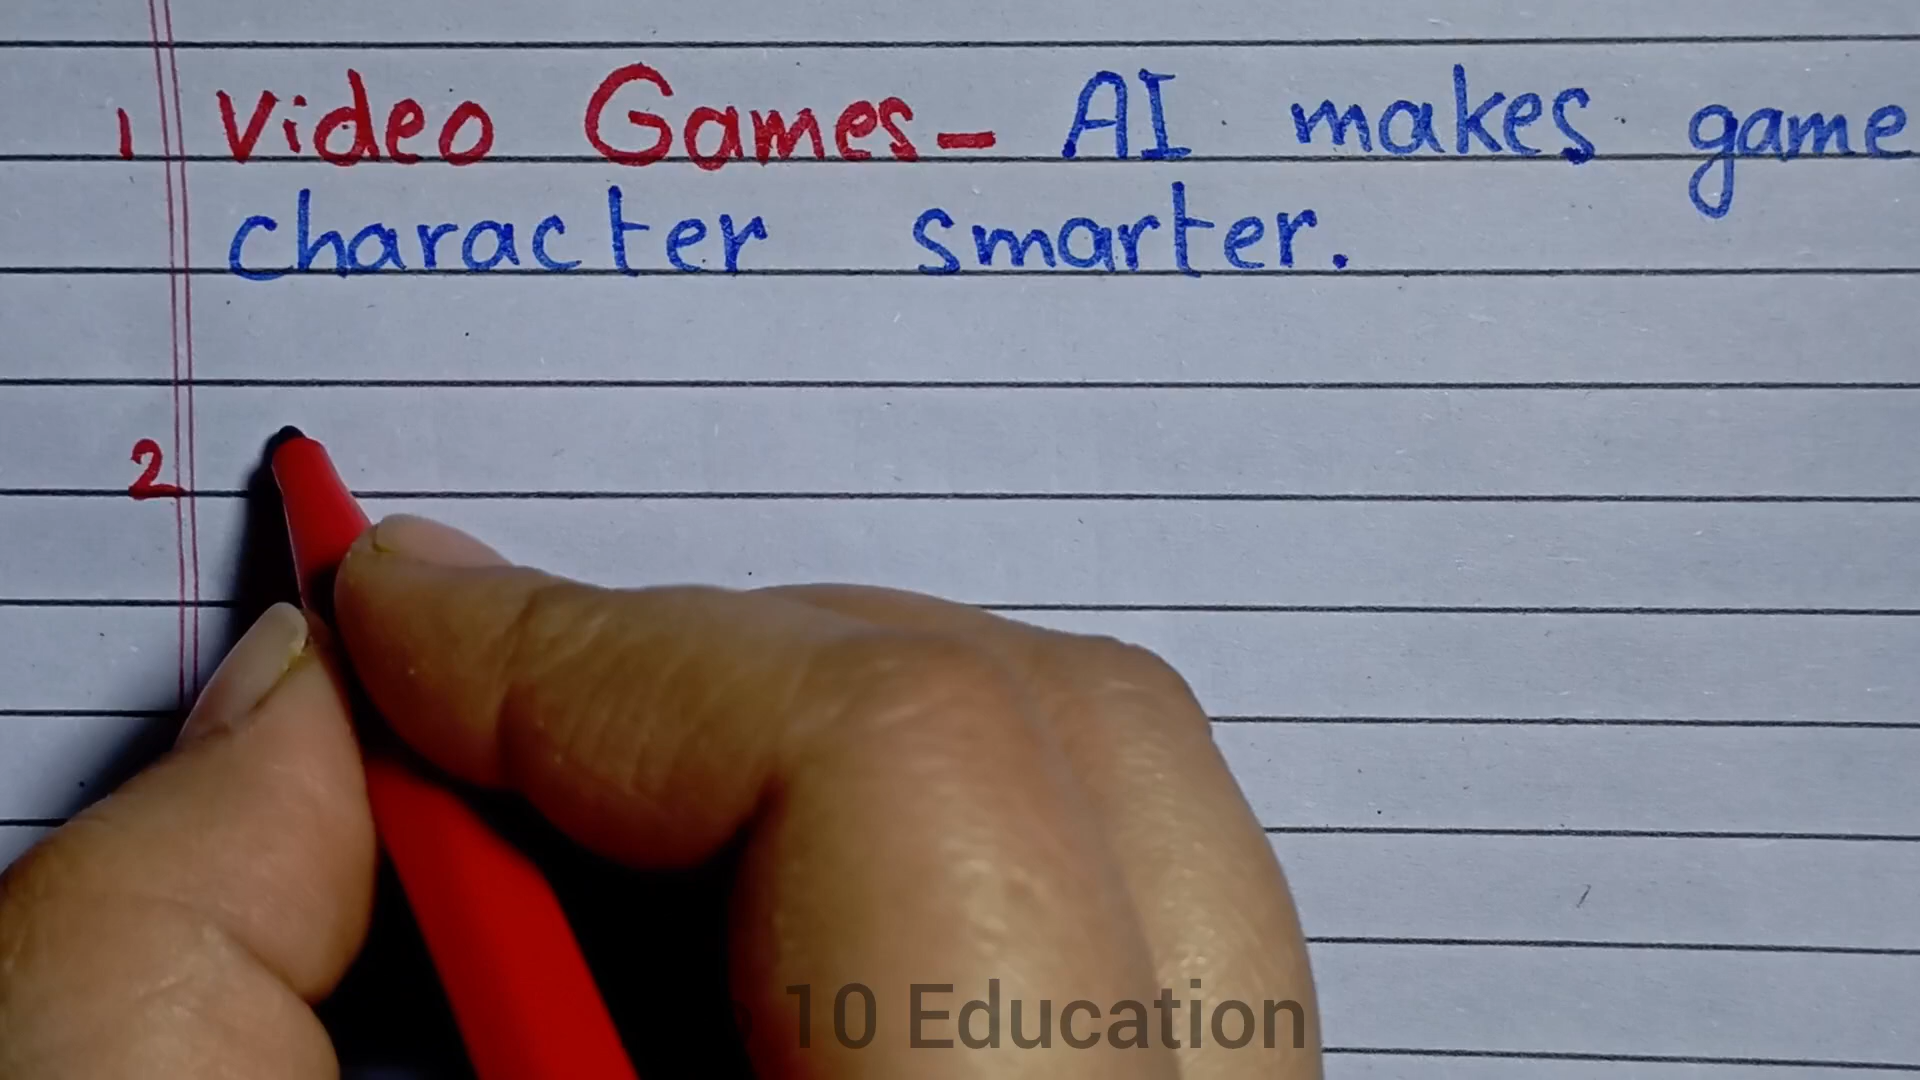 1 Video Games - AI makes game
character smarter.
2
10 Education